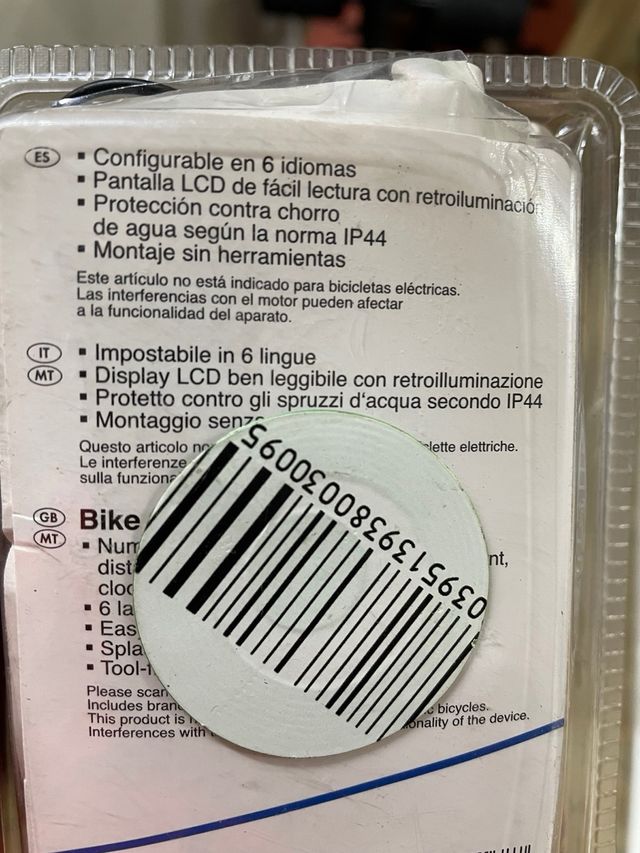 ES
▪ Configurable en 6 idiomas
▪ Pantalla LCD de fácil lectura con retroiluminació
▪ Protección contra chorro
de agua según la norma IP44
▪ Montaje sin herramientas
Este artículo no está indicado para bicicletas eléctricas.
Las interferencias con el motor pueden afectar
a la funcionalidad del aparato.
IT ▪ Impostabile in 6 lingue
MT ▪ Display LCD ben leggibile con retroilluminazione
▪ Protetto contro gli spruzzi d'acqua secondo IP44
▪ Montaggio senz
Questo articolo no clette elettriche.
Le interferenze
sulla funziona
0395139380030095
GB Bike
MT ▪ Num nt,
dist
cloc
▪ 6 la
▪ Eas
▪ Spla
▪ Tool-f
Please scan
Includes bran c bicycles.
This product is n onality of the device.
Interferences with